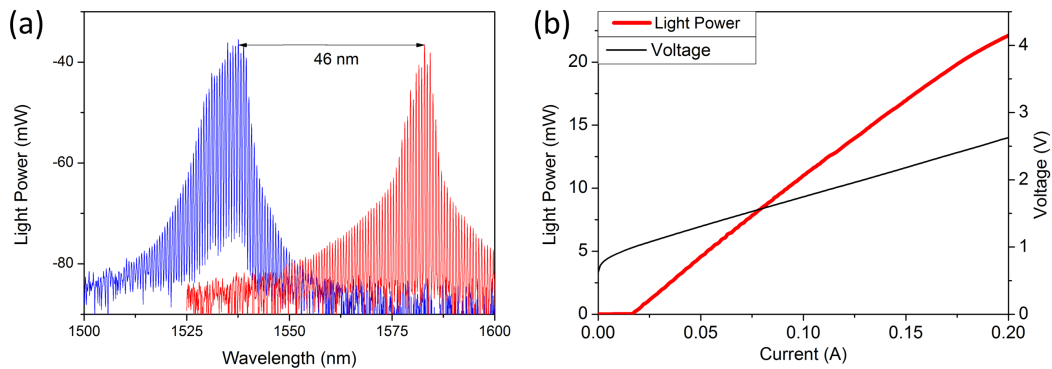 (a)
46 nm
Light Power (mW)
-40
-60
-80
1500 1525 1550 1575 1600
Wavelength (nm)
(b)
Light Power
Voltage
Light Power (mW)
20
15
10
5
0
4
3
2
1
0
Voltage (V)
0.00 0.05 0.10 0.15 0.20
Current (A)